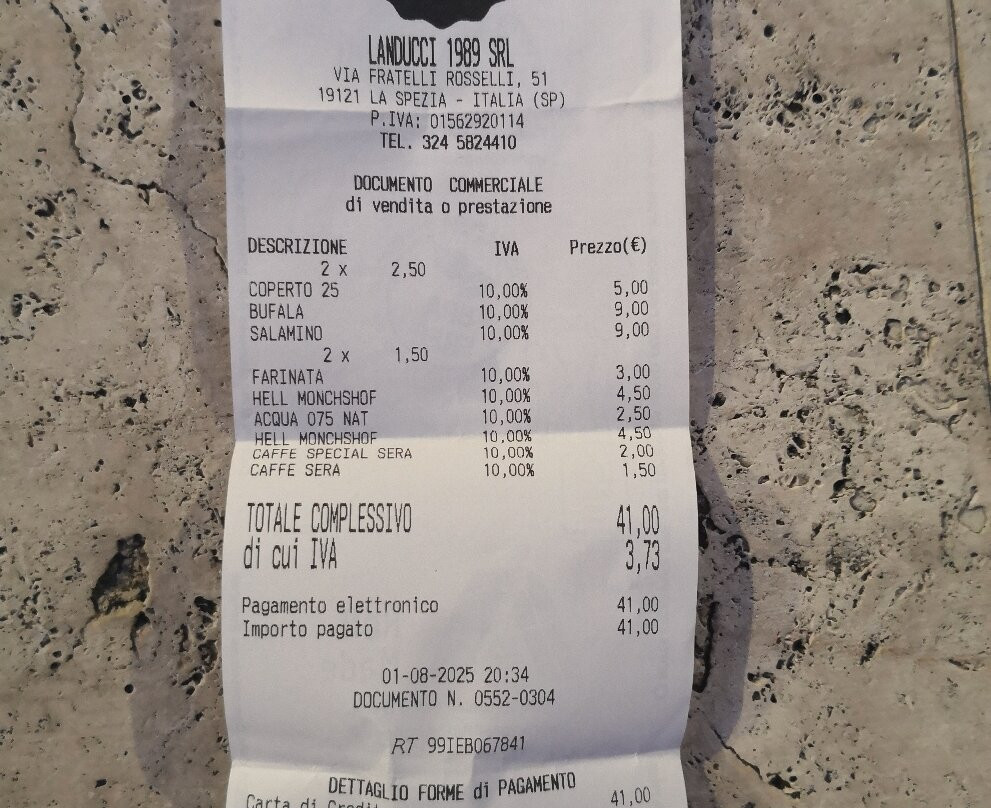 LANDUCCI 1989 SRL
VIA FRATELLI ROSSELLI, 51
19121 LA SPEZIA - ITALIA (SP)
P.IVA: 01562920114
TEL. 324 5824410
DOCUMENTO COMMERCIALE
di vendita o prestazione
DESCRIZIONE IVA Prezzo(€)
2 x 2,50
COPERTO 25 10,00% 5,00
BUFALA 10,00% 9,00
SALAMINO 10,00% 9,00
2 x 1,50
FARINATA 10,00% 3,00
HELL MONCHSHOF 10,00% 4,50
ACQUA 075 NAT 10,00% 2,50
HELL MONCHSHOF 10,00% 4,50
CAFFE SPECIAL SERA 10,00% 2,00
CAFFE SERA 10,00% 1,50
TOTALE COMPLESSIVO 41,00
di cui IVA 3,73
Pagamento elettronico 41,00
Importo pagato 41,00
01-08-2025 20:34
DOCUMENTO N. 0552-0304
RT 99IEB067841
DETTAGLIO FORME di PAGAMENTO
Carta di 41,00